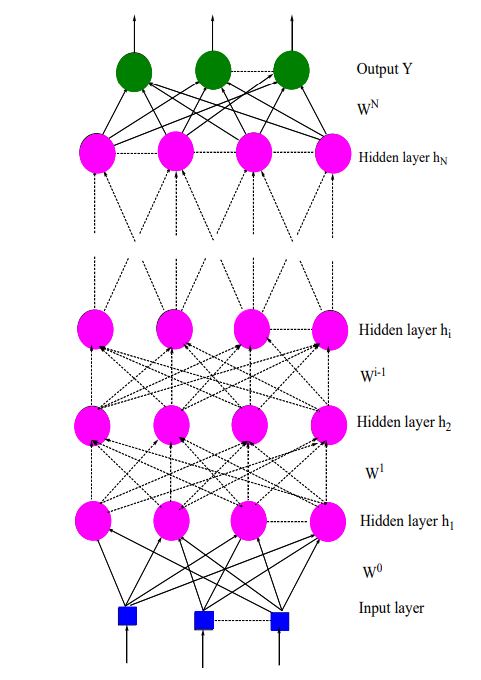 Output Y
W^N
Hidden layer h_N
Hidden layer h_i
W^i-1
Hidden layer h_2
W^1
Hidden layer h_1
W^0
Input layer